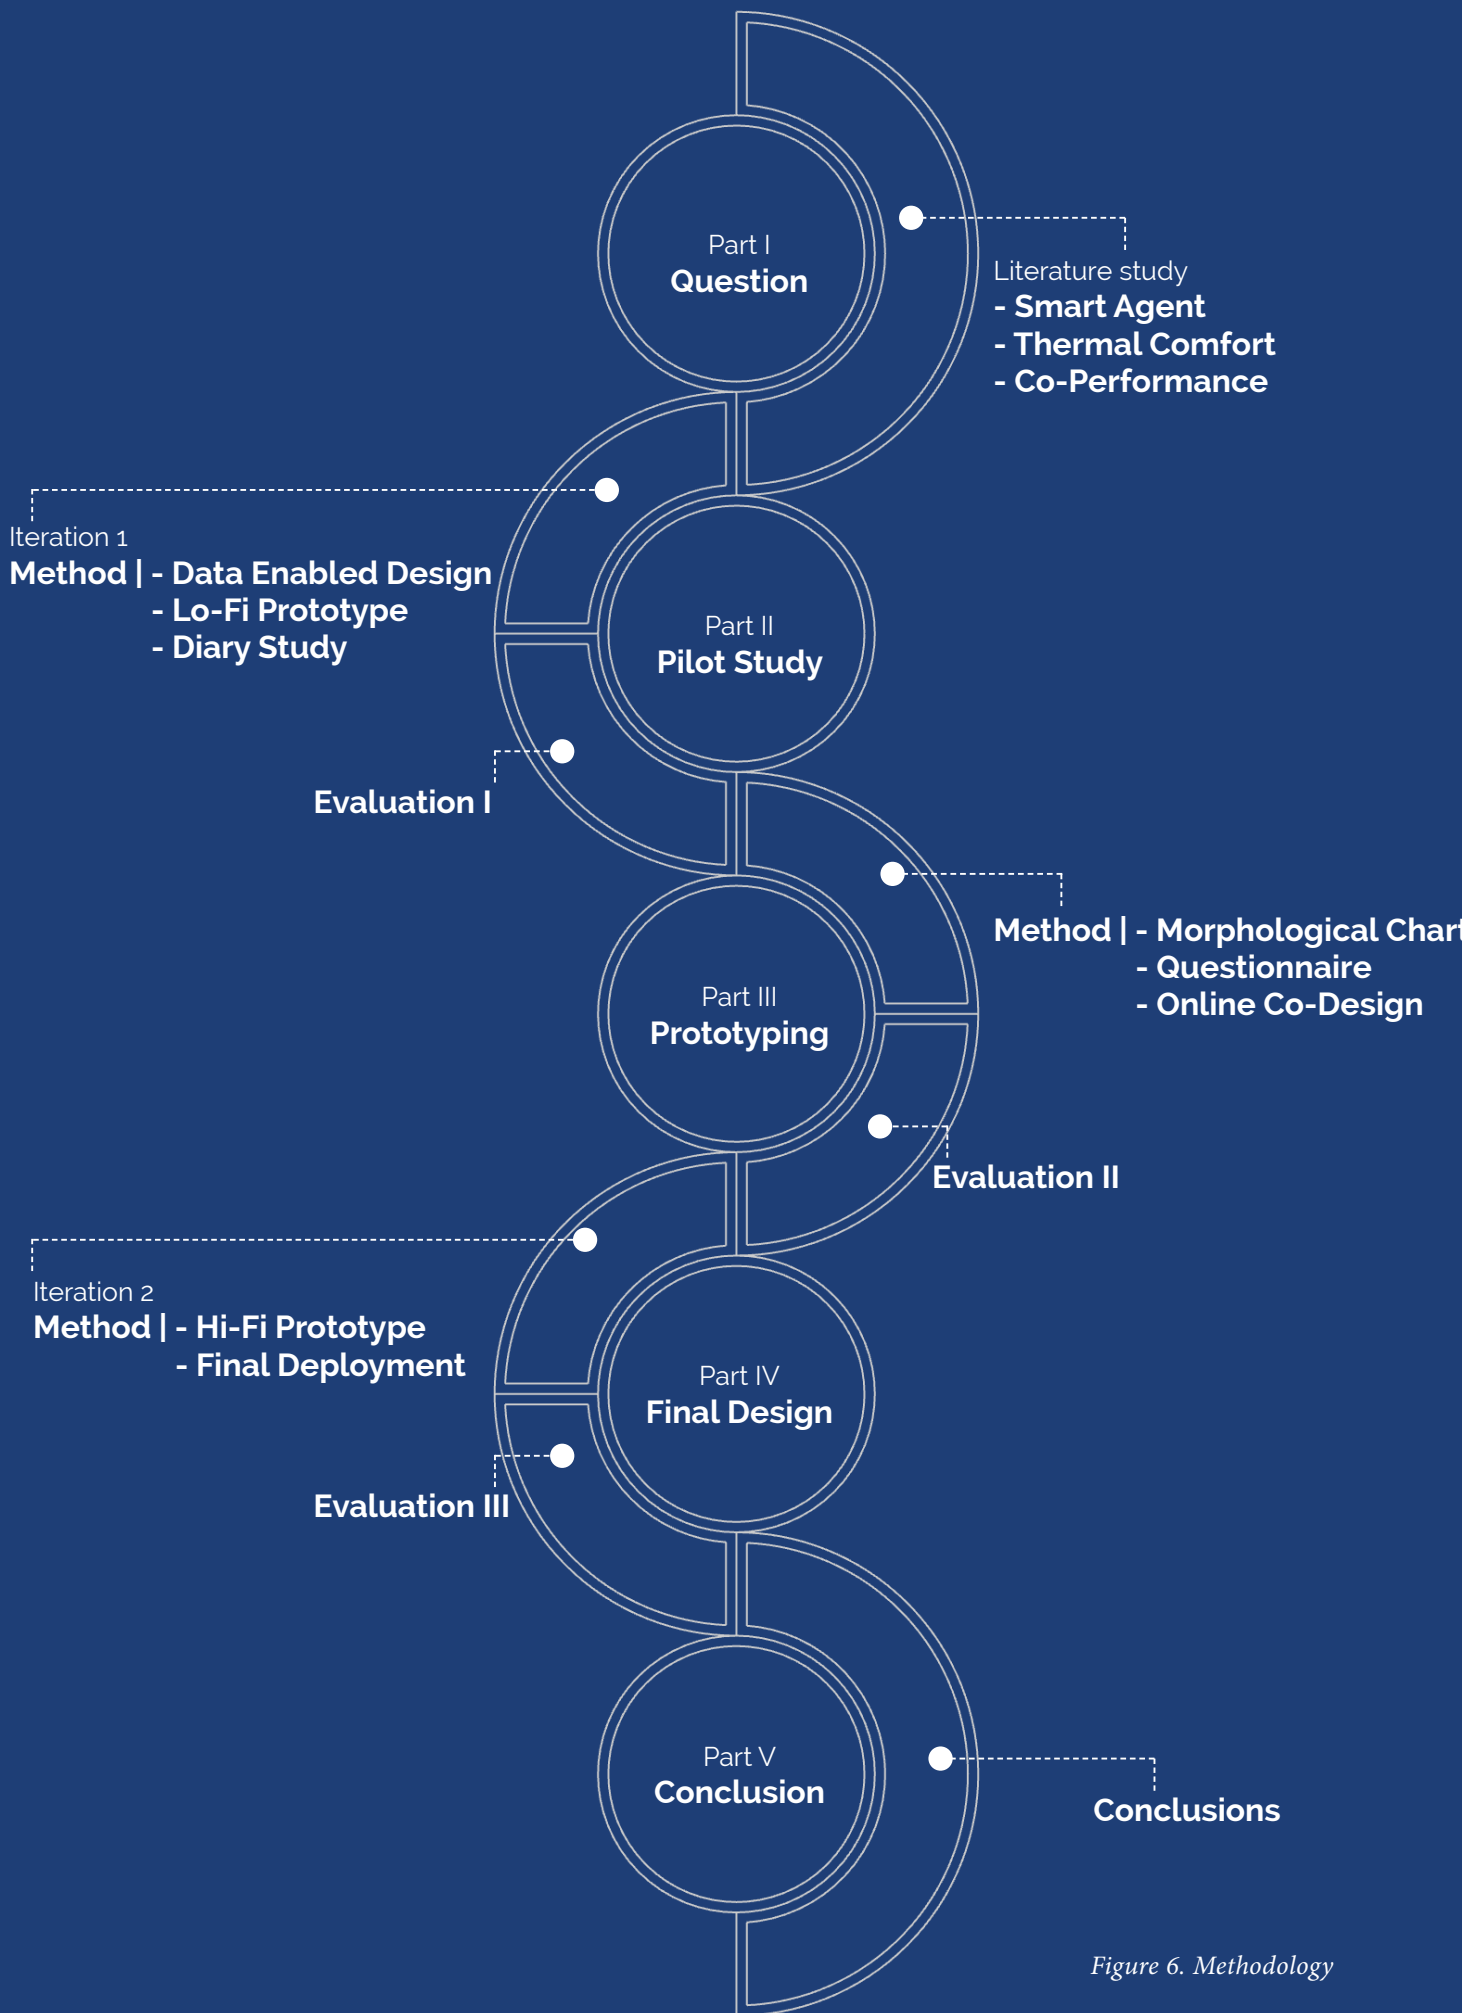 Part I
Question
Literature study
- Smart Agent
- Thermal Comfort
- Co-Performance
Iteration 1
Method | - Data Enabled Design
- Lo-Fi Prototype
- Diary Study
Part II
Pilot Study
Evaluation I
Method | - Morphological Chart
- Questionnaire
- Online Co-Design
Part III
Prototyping
Evaluation II
Iteration 2
Method | - Hi-Fi Prototype
- Final Deployment
Part IV
Final Design
Evaluation III
Part V
Conclusion
Conclusions
Figure 6. Methodology